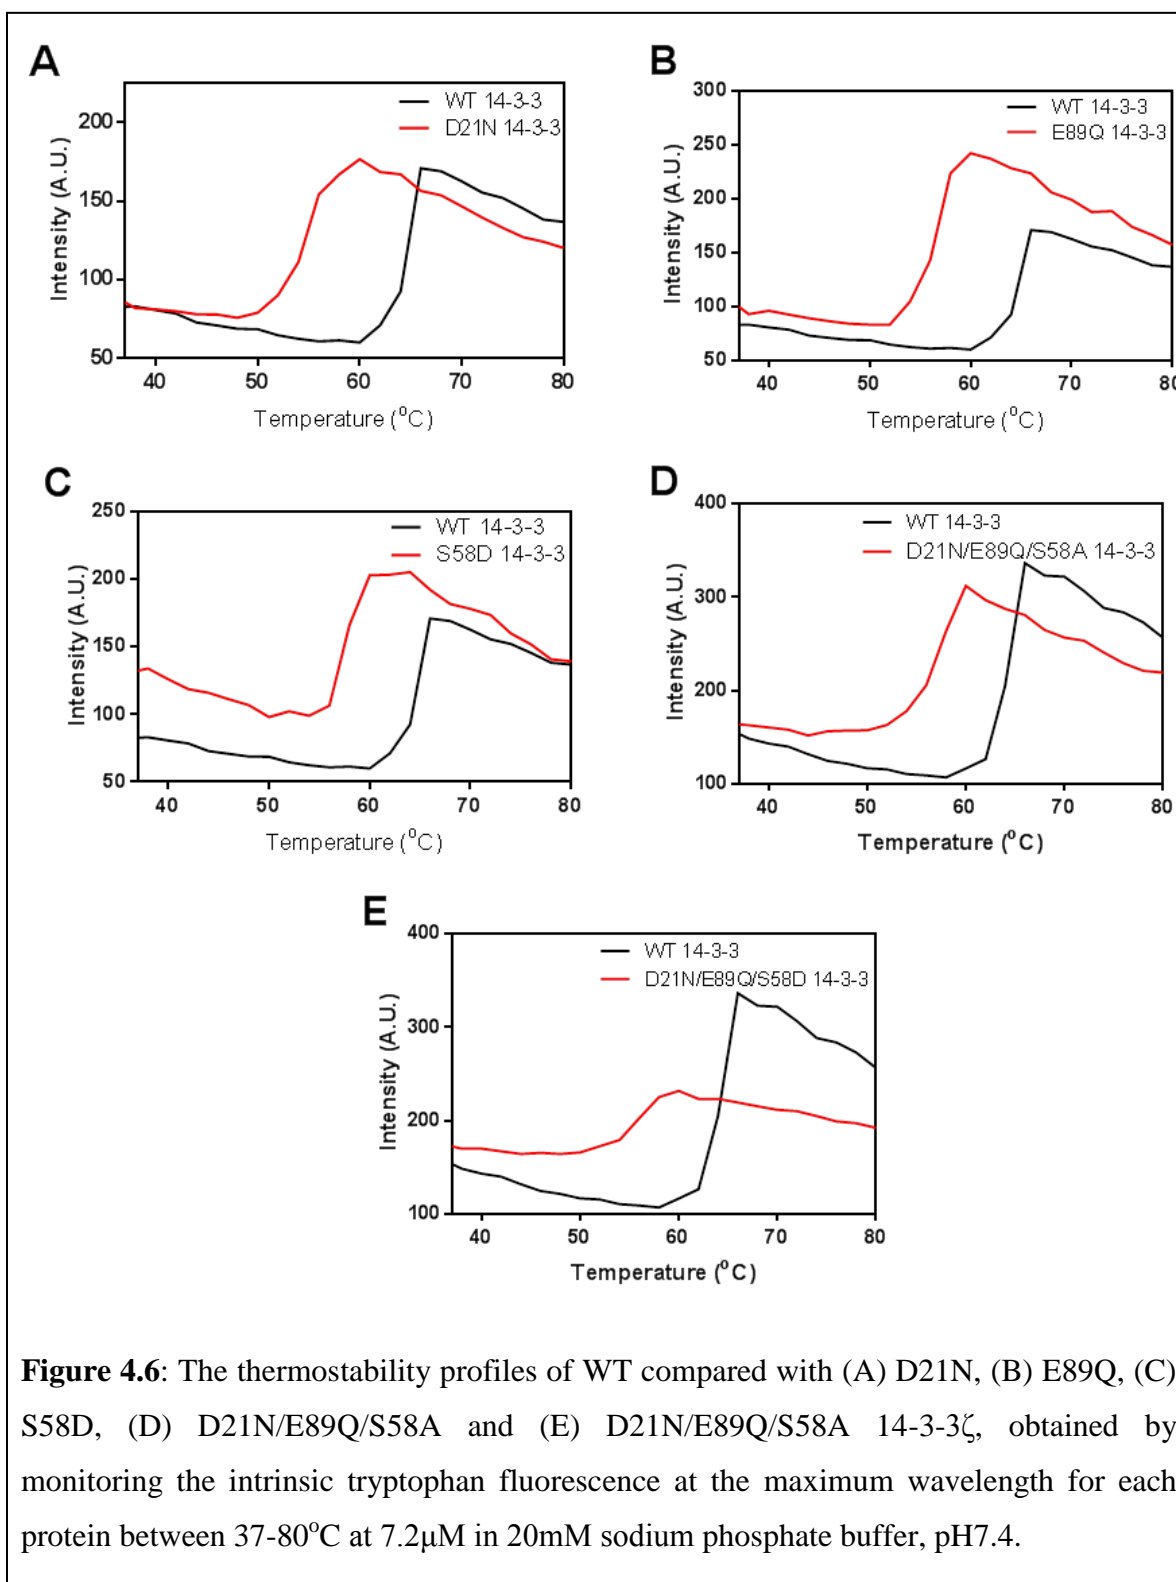 A
WT 14-3-3
D21N 14-3-3
200
150
100
50
Intensity (A.U.)
40 50 60 70 80
Temperature (°C)
B
WT 14-3-3
E89Q 14-3-3
300
250
200
150
100
50
Intensity (A.U.)
40 50 60 70 80
Temperature (°C)
C
WT 14-3-3
S58D 14-3-3
250
200
150
100
50
Intensity (A.U.)
40 50 60 70 80
Temperature (°C)
D
WT 14-3-3
D21N/E89Q/S58A 14-3-3
400
300
200
100
Intensity (A.U.)
40 50 60 70 80
Temperature (°C)
E
WT 14-3-3
D21N/E89Q/S58D 14-3-3
400
300
200
100
Intensity (A.U.)
40 50 60 70 80
Temperature (°C)
Figure 4.6: The thermostability profiles of WT compared with (A) D21N, (B) E89Q, (C)
S58D, (D) D21N/E89Q/S58A and (E) D21N/E89Q/S58A 14-3-3ζ, obtained by
monitoring the intrinsic tryptophan fluorescence at the maximum wavelength for each
protein between 37-80°C at 7.2μM in 20mM sodium phosphate buffer, pH7.4.